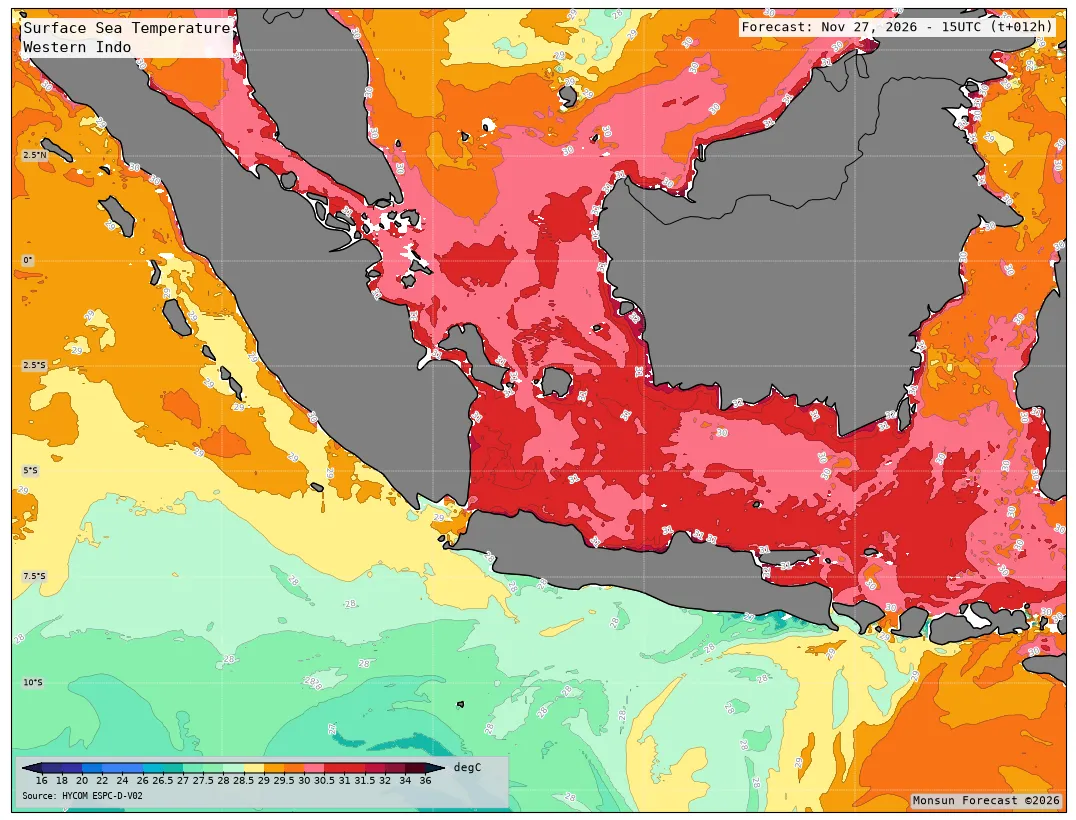 Surface Sea Temperature
Western Indo
Forecast: Nov 27, 2026 - 15UTC (t+012h)
2.5°N
0°
2.5°S
5°S
7.5°S
10°S
degC
16 18 20 22 24 26 26.5 27 27.5 28 28.5 29 29.5 30 30.5 31 31.5 32 33 34 36
Source: HYCOM ESPC-D-V02
Monsun Forecast ©2026